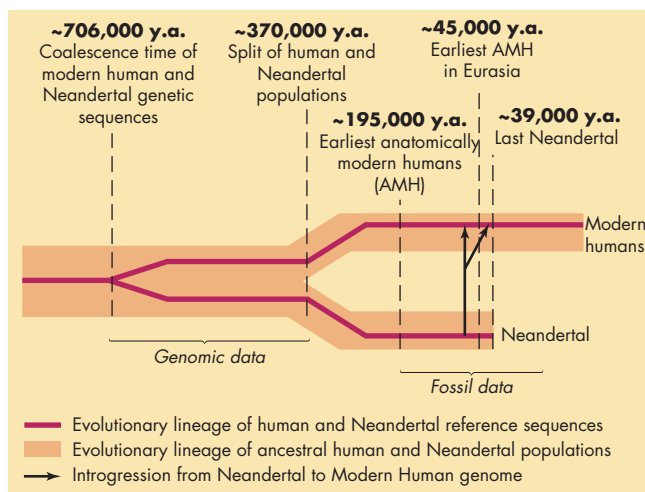 ~706,000 y.a.
Coalescence time of
modern human and
Neandertal genetic
sequences
~370,000 y.a.
Split of human and
Neandertal
populations
~45,000 y.a.
Earliest AMH
in Eurasia
~195,000 y.a.
Earliest anatomically
modern humans
(AMH)
~39,000 y.a.
Last Neandertal
Modern
humans
Neandertal
Genomic data
Fossil data
Evolutionary lineage of human and Neandertal reference sequences
Evolutionary lineage of ancestral human and Neandertal populations
Introgression from Neandertal to Modern Human genome